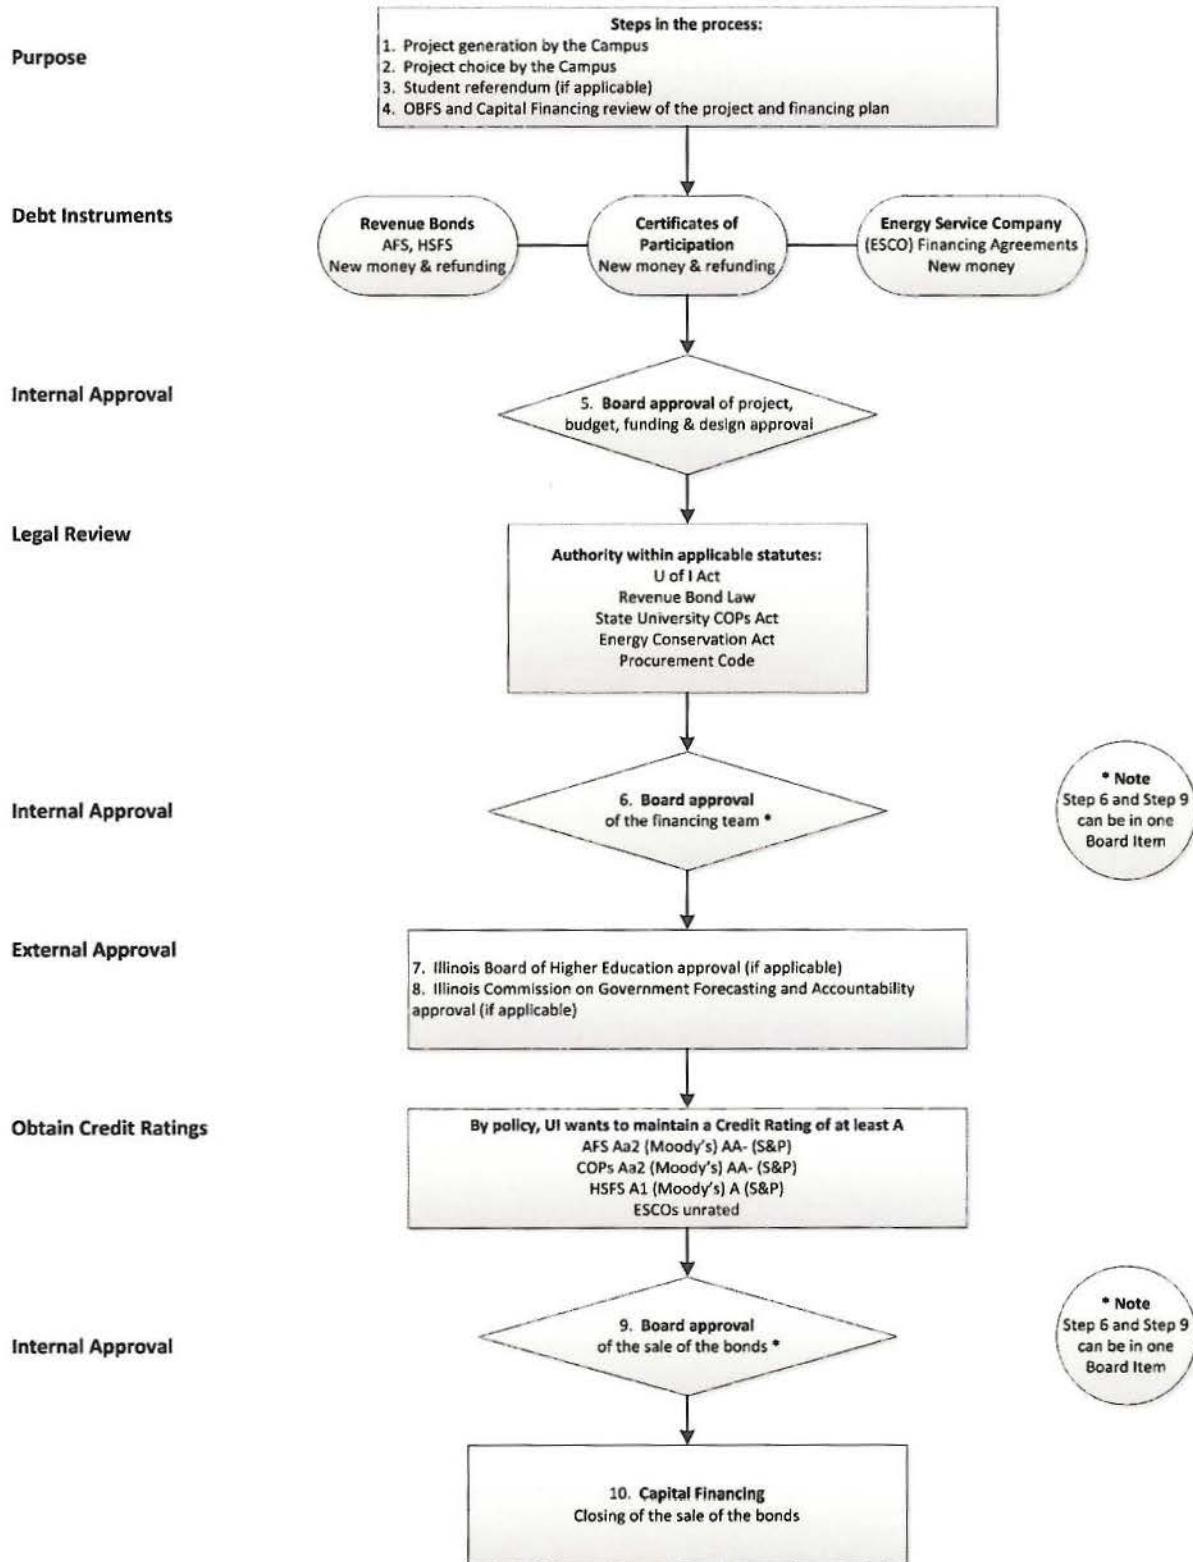 Purpose
Steps in the process:
1. Project generation by the Campus
2. Project choice by the Campus
3. Student referendum (if applicable)
4. OBFS and Capital Financing review of the project and financing plan
Debt Instruments
Revenue Bonds
AFS, HSFS
New money & refunding
Certificates of
Participation
New money & refunding
Energy Service Company
(ESCO) Financing Agreements
New money
Internal Approval
5. Board approval of project,
budget, funding & design approval
Legal Review
Authority within applicable statutes:
U of I Act
Revenue Bond Law
State University COPs Act
Energy Conservation Act
Procurement Code
Internal Approval
6. Board approval
of the financing team *
* Note
Step 6 and Step 9
can be in one
Board Item
External Approval
7. Illinois Board of Higher Education approval (if applicable)
8. Illinois Commission on Government Forecasting and Accountability
approval (if applicable)
Obtain Credit Ratings
By policy, UI wants to maintain a Credit Rating of at least A
AFS Aa2 (Moody's) AA- (S&P)
COPs Aa2 (Moody's) AA- (S&P)
HSFS A1 (Moody's) A (S&P)
ESCOs unrated
Internal Approval
9. Board approval
of the sale of the bonds *
* Note
Step 6 and Step 9
can be in one
Board Item
10. Capital Financing
Closing of the sale of the bonds